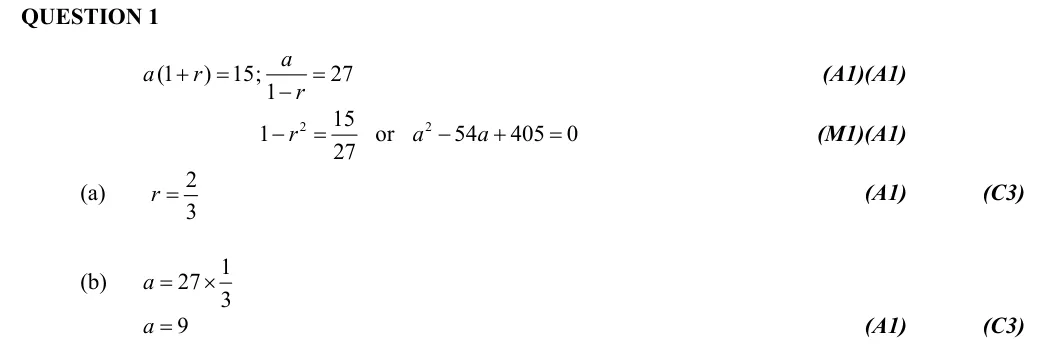 QUESTION 1
a(1+r)=15; a/(1−r) = 27 (A1)(A1)
1−r² = 15/27 or a² −54a+405=0 (M1)(A1)
(a) r = 2/3 (A1) (C3)
(b) a = 27× 1/3
a = 9 (A1) (C3)